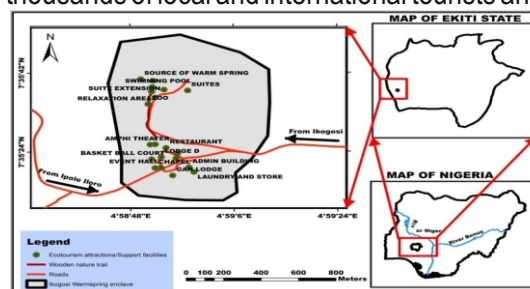 thousands of local and international tourists an
N
MAP OF EKITI STATE
7°35'42"
SOURCE OF WARM SPRING
SWIMMING POOL
SUITE EXTENSION
SUITES
RELAXATION AREA
ZOO
AMPHI THEATER
RESTAURANT
From Ikogosi
7°35'24"
BASKET BALL COURT
LODGE D
EVENT HALL
CHAPEL
ADMIN BUILDING
From Ipole Iloro
LODGE
LAUNDRY AND STORE
4°58'48"E
4°59'6"E
4°59'24"E
MAP OF NIGERIA
River Benue
Legend
Ecotourism attractions/Support facilities
Wooden nature trail
Roads
Ikogosi Warmspring enclave
0 100 200 400 600 800
Meters